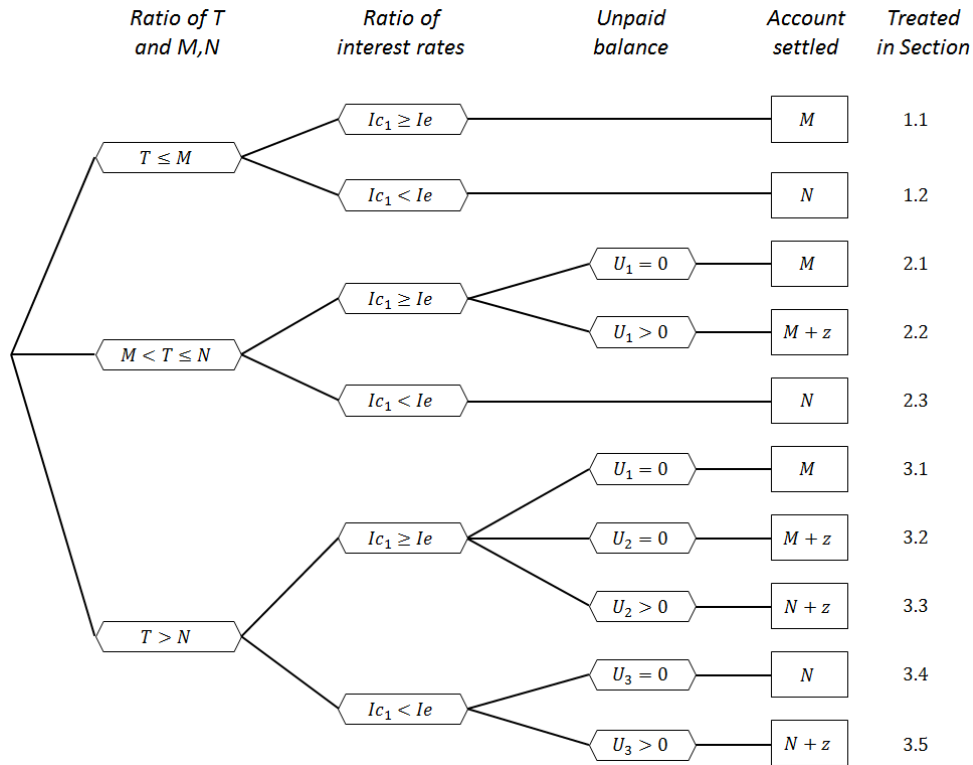 Ratio of T and M,N
Ratio of interest rates
Unpaid balance
Account settled
Treated in Section
Ic₁ ≥ Ie
M
1.1
T ≤ M
Ic₁ < Ie
N
1.2
U₁ = 0
M
2.1
Ic₁ ≥ Ie
U₁ > 0
M + z
2.2
M < T ≤ N
Ic₁ < Ie
N
2.3
U₁ = 0
M
3.1
Ic₁ ≥ Ie
U₂ = 0
M + z
3.2
U₂ > 0
N + z
3.3
T > N
U₃ = 0
N
3.4
Ic₁ < Ie
U₃ > 0
N + z
3.5